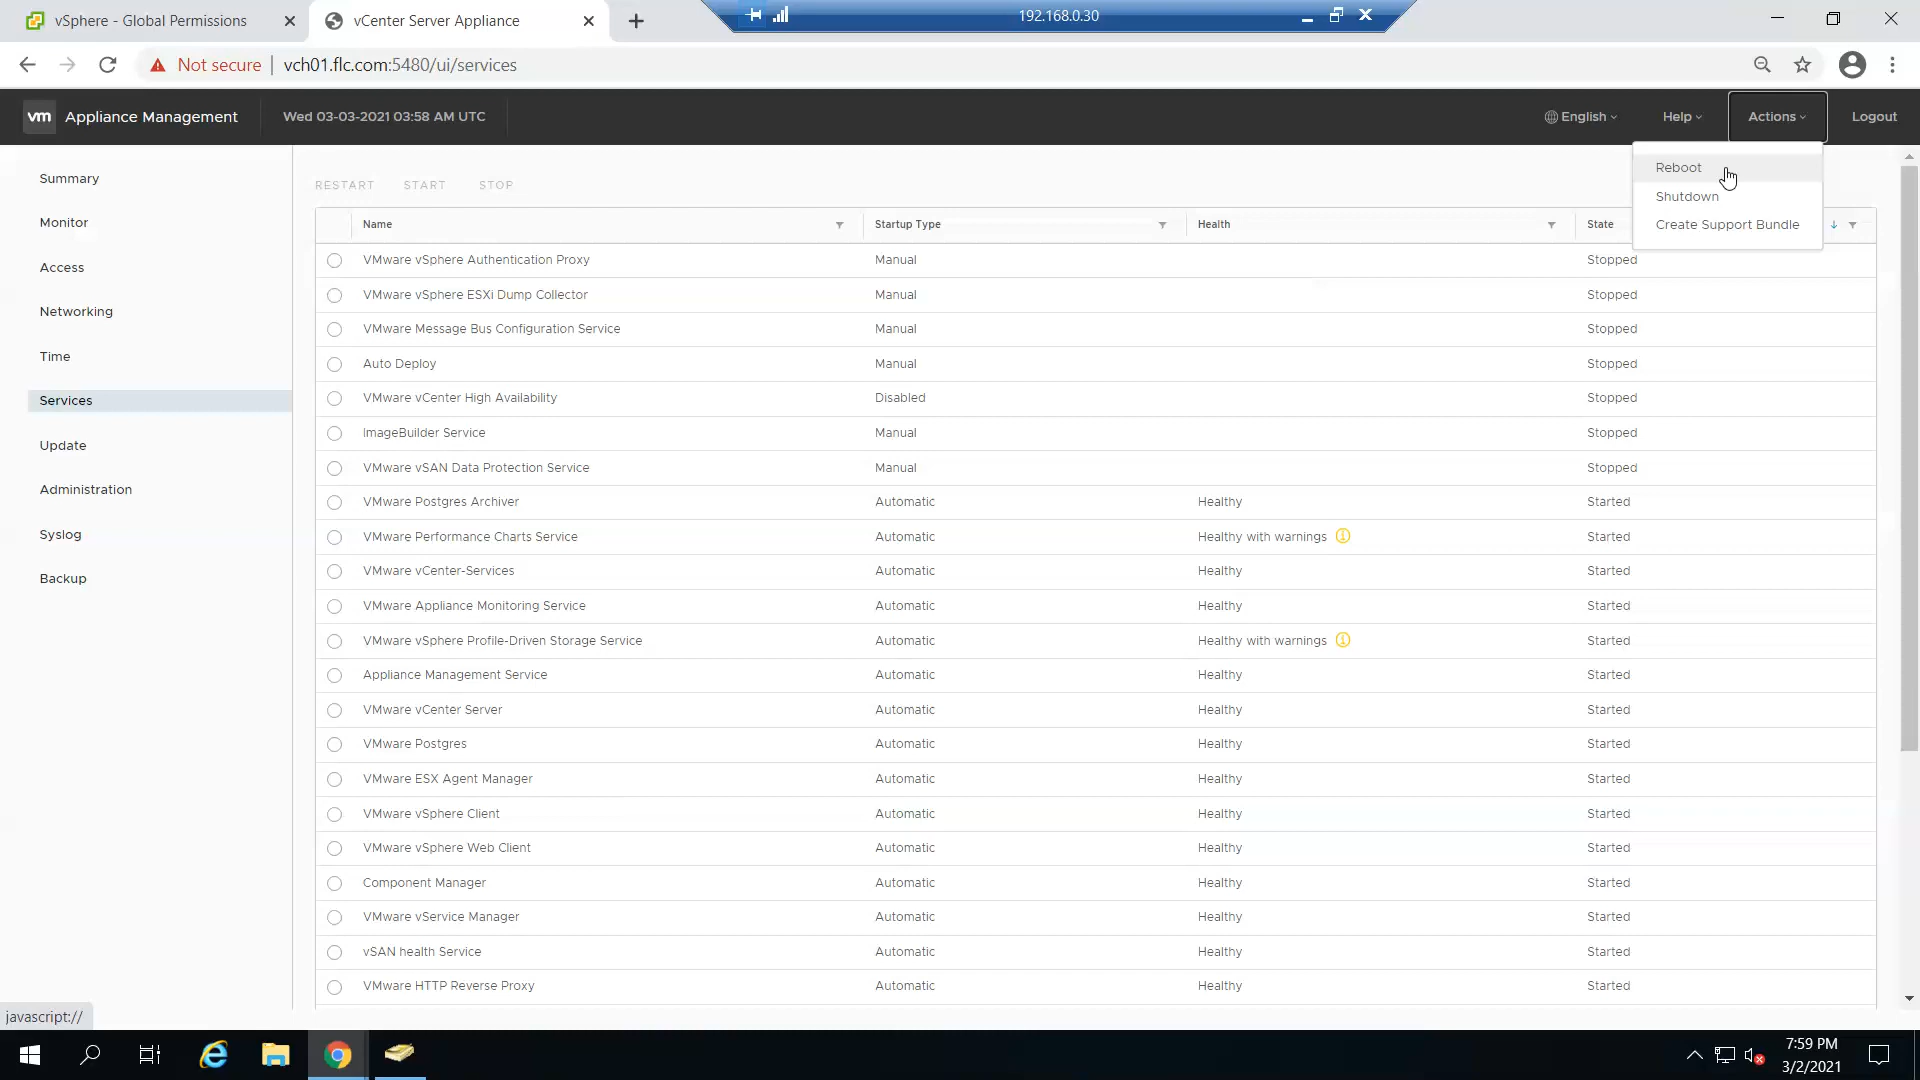 vSphere - Global Permissions
vCenter Server Appliance
192.168.0.30
Not secure
vch01.flc.com:5480/ui/services
vm
Appliance Management
Wed 03-03-2021 03:58 AM UTC
English
Help
Actions
Logout
Reboot
Shutdown
Create Support Bundle
Summary
Monitor
Access
Networking
Time
Services
Update
Administration
Syslog
Backup
RESTART START STOP
Name Startup Type Health State
VMware vSphere Authentication Proxy Manual Stopped
VMware vSphere ESXi Dump Collector Manual Stopped
VMware Message Bus Configuration Service Manual Stopped
Auto Deploy Manual Stopped
VMware vCenter High Availability Disabled Stopped
ImageBuilder Service Manual Stopped
VMware vSAN Data Protection Service Manual Stopped
VMware Postgres Archiver Automatic Healthy Started
VMware Performance Charts Service Automatic Healthy with warnings Started
VMware vCenter-Services Automatic Healthy Started
VMware Appliance Monitoring Service Automatic Healthy Started
VMware vSphere Profile-Driven Storage Service Automatic Healthy with warnings Started
Appliance Management Service Automatic Healthy Started
VMware vCenter Server Automatic Healthy Started
VMware Postgres Automatic Healthy Started
VMware ESX Agent Manager Automatic Healthy Started
VMware vSphere Client Automatic Healthy Started
VMware vSphere Web Client Automatic Healthy Started
Component Manager Automatic Healthy Started
VMware vService Manager Automatic Healthy Started
vSAN health Service Automatic Healthy Started
VMware HTTP Reverse Proxy Automatic Healthy Started
javascript://
7:59 PM
3/2/2021